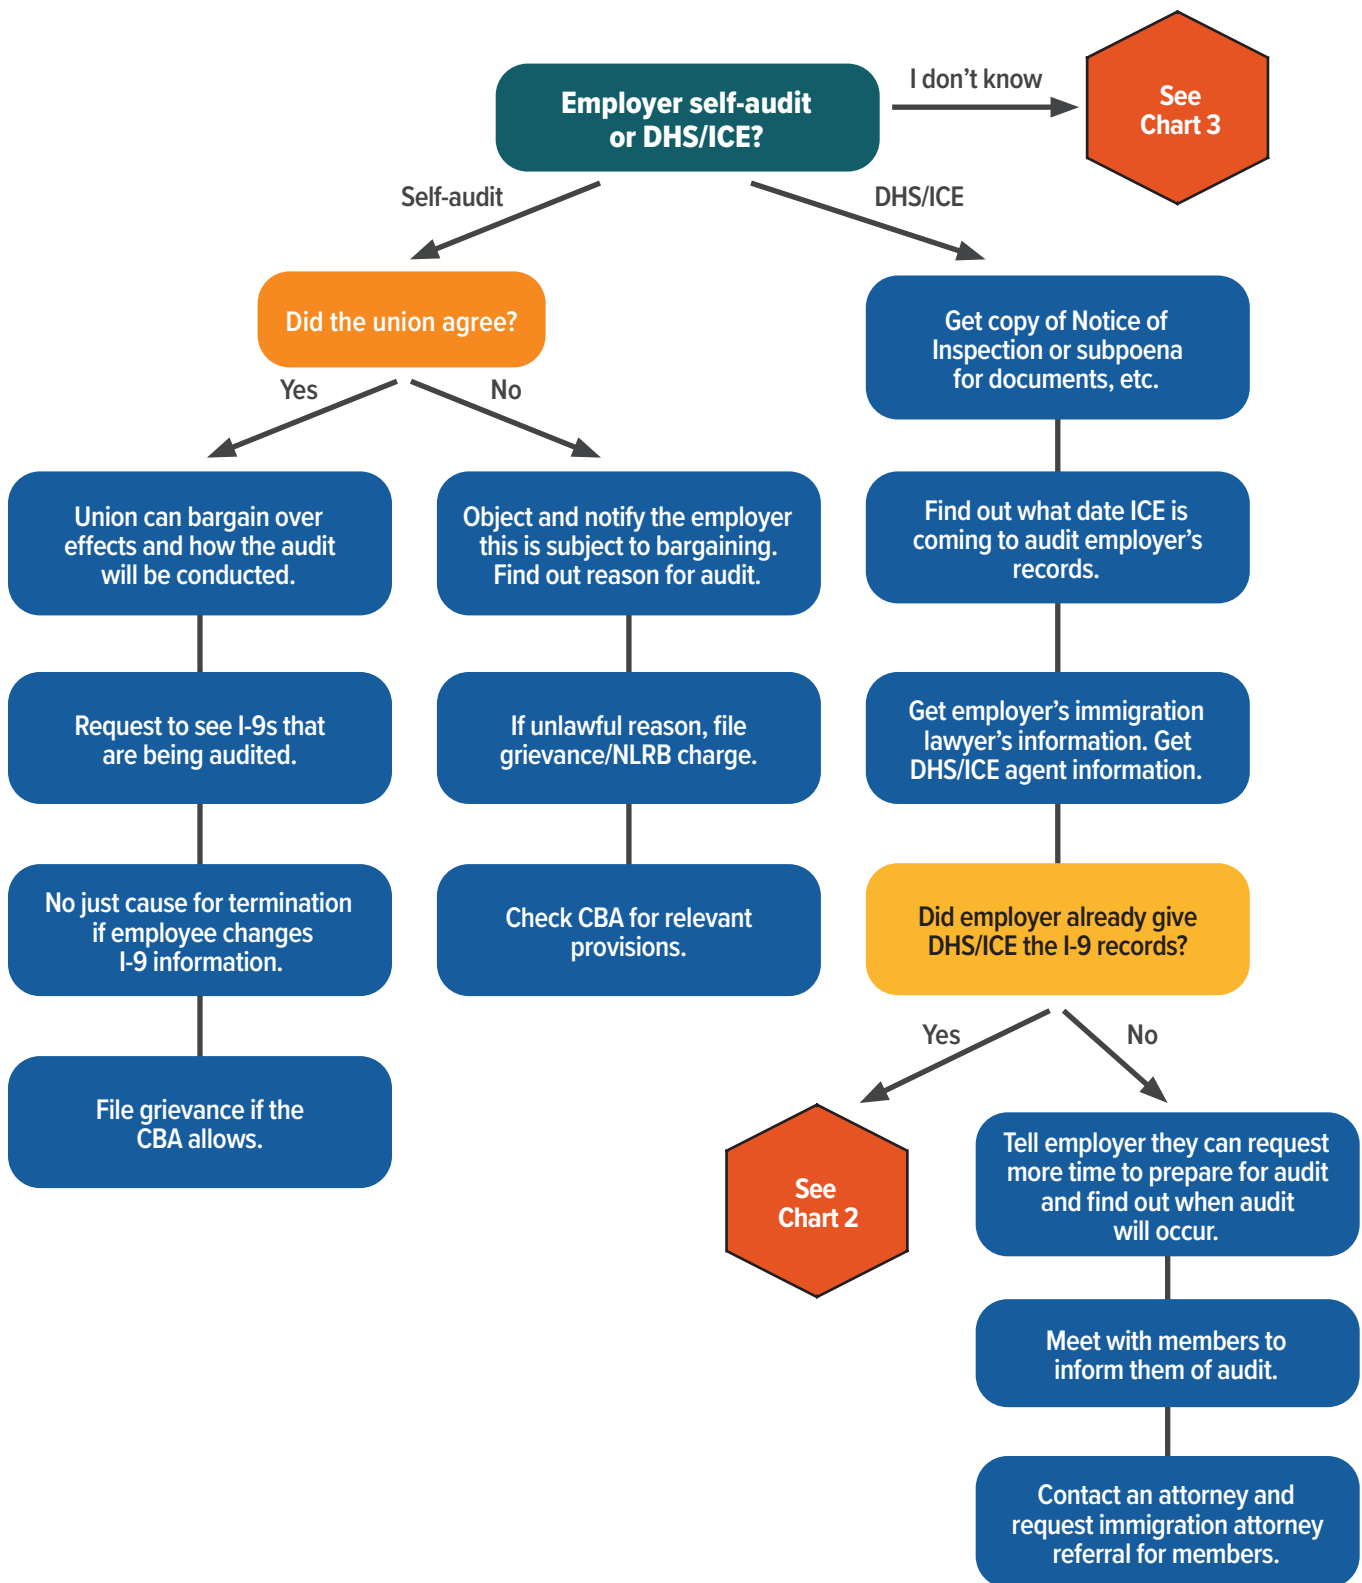 Employer self-audit
or DHS/ICE?
I don’t know
See
Chart 3
Self-audit
DHS/ICE
Did the union agree?
Yes
No
Union can bargain over
effects and how the audit
will be conducted.
Request to see I-9s that
are being audited.
No just cause for termination
if employee changes
I-9 information.
File grievance if the
CBA allows.
Object and notify the employer
this is subject to bargaining.
Find out reason for audit.
If unlawful reason, file
grievance/NLRB charge.
Check CBA for relevant
provisions.
Get copy of Notice of
Inspection or subpoena
for documents, etc.
Find out what date ICE is
coming to audit employer’s
records.
Get employer’s immigration
lawyer’s information. Get
DHS/ICE agent information.
Did employer already give
DHS/ICE the I-9 records?
Yes
No
See
Chart 2
Tell employer they can request
more time to prepare for audit
and find out when audit
will occur.
Meet with members to
inform them of audit.
Contact an attorney and
request immigration attorney
referral for members.